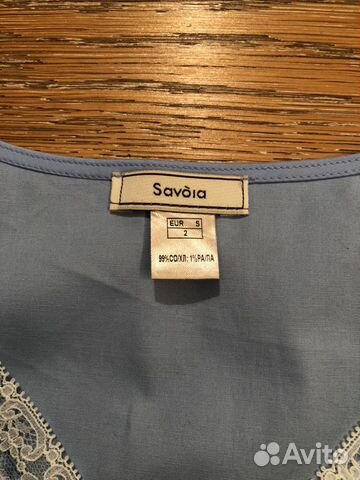 Savòia
EUR S
2
99%CO/ХЛ: 1%PA/ПА
Avito